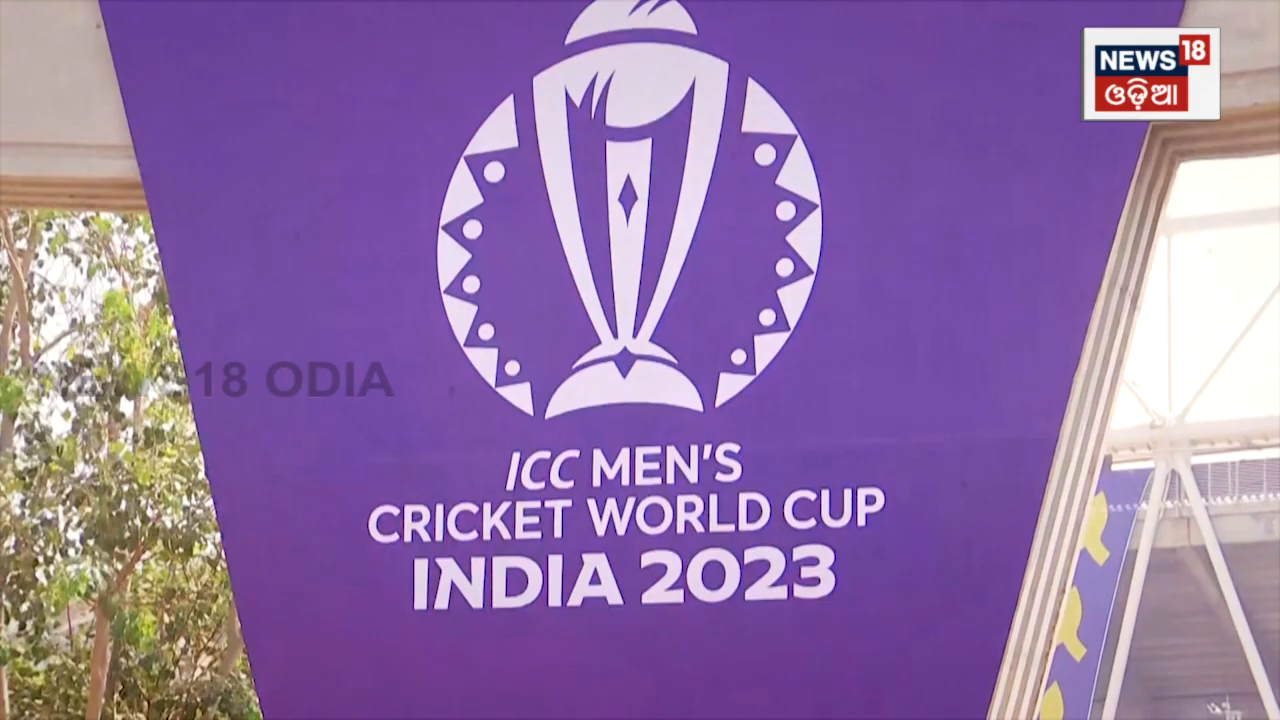 NEWS 18
ଓଡ଼ିଆ
18 ODIA
ICC MEN'S
CRICKET WORLD CUP
INDIA 2023